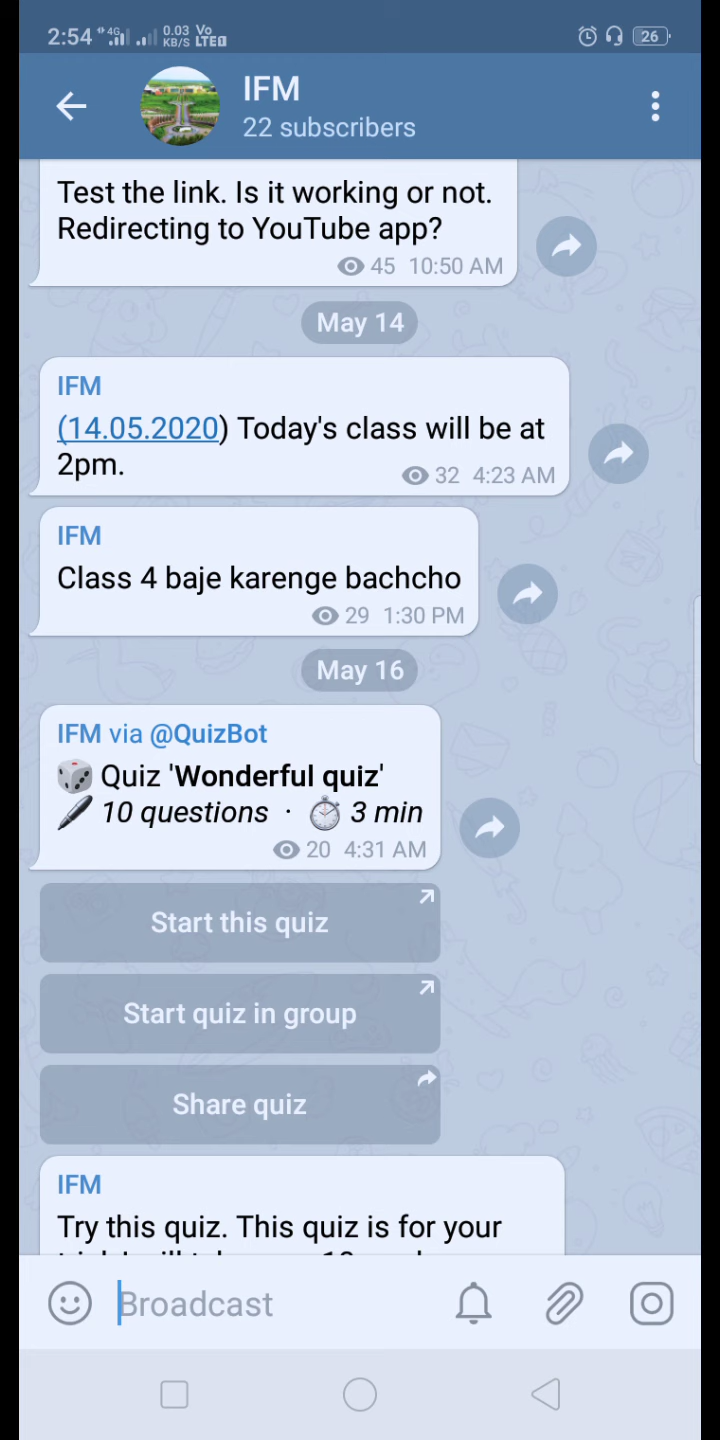 2:54 4G 0.03 KB/S Vo LTE 26
IFM
22 subscribers
Test the link. Is it working or not.
Redirecting to YouTube app?
45 10:50 AM
May 14
IFM
(14.05.2020) Today's class will be at
2pm.
32 4:23 AM
IFM
Class 4 baje karenge bachcho
29 1:30 PM
May 16
IFM via @QuizBot
Quiz 'Wonderful quiz'
10 questions · 3 min
20 4:31 AM
Start this quiz
Start quiz in group
Share quiz
IFM
Try this quiz. This quiz is for your
Broadcast